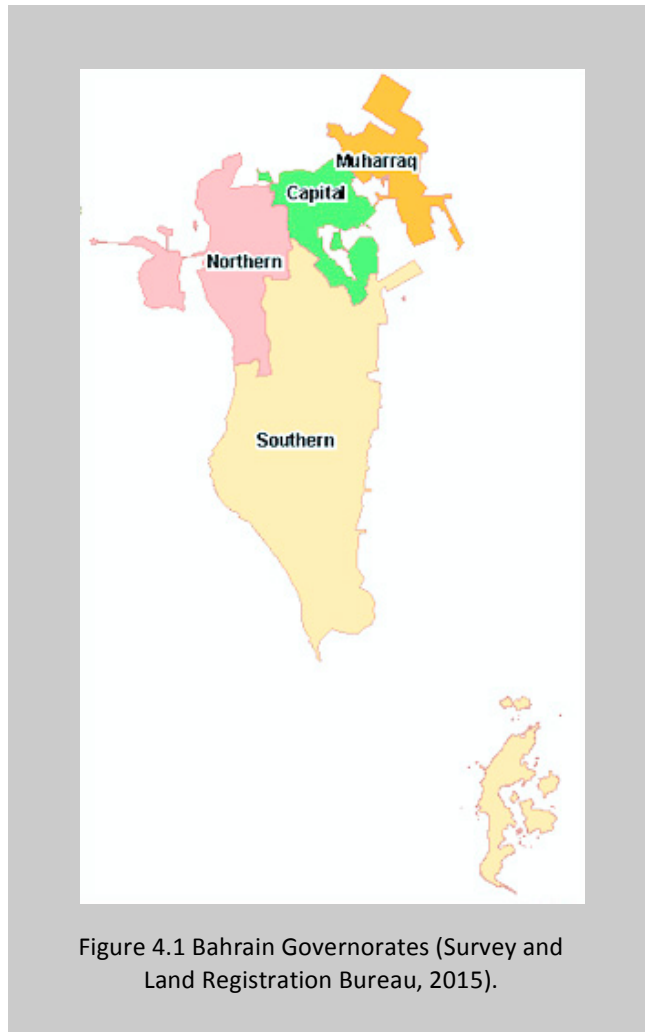 Muharraq
Capital
Northern
Southern
Figure 4.1 Bahrain Governorates (Survey and
Land Registration Bureau, 2015).